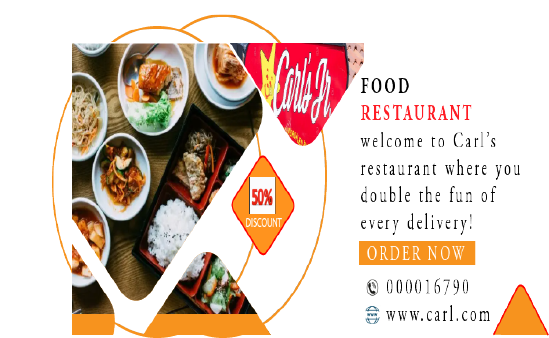 Carl's Jr.
FOOD
RESTAURANT
welcome to Carl's
restaurant where you
double the fun of
every delivery!
50%
DISCOUNT
ORDER NOW
000016790
www.carl.com